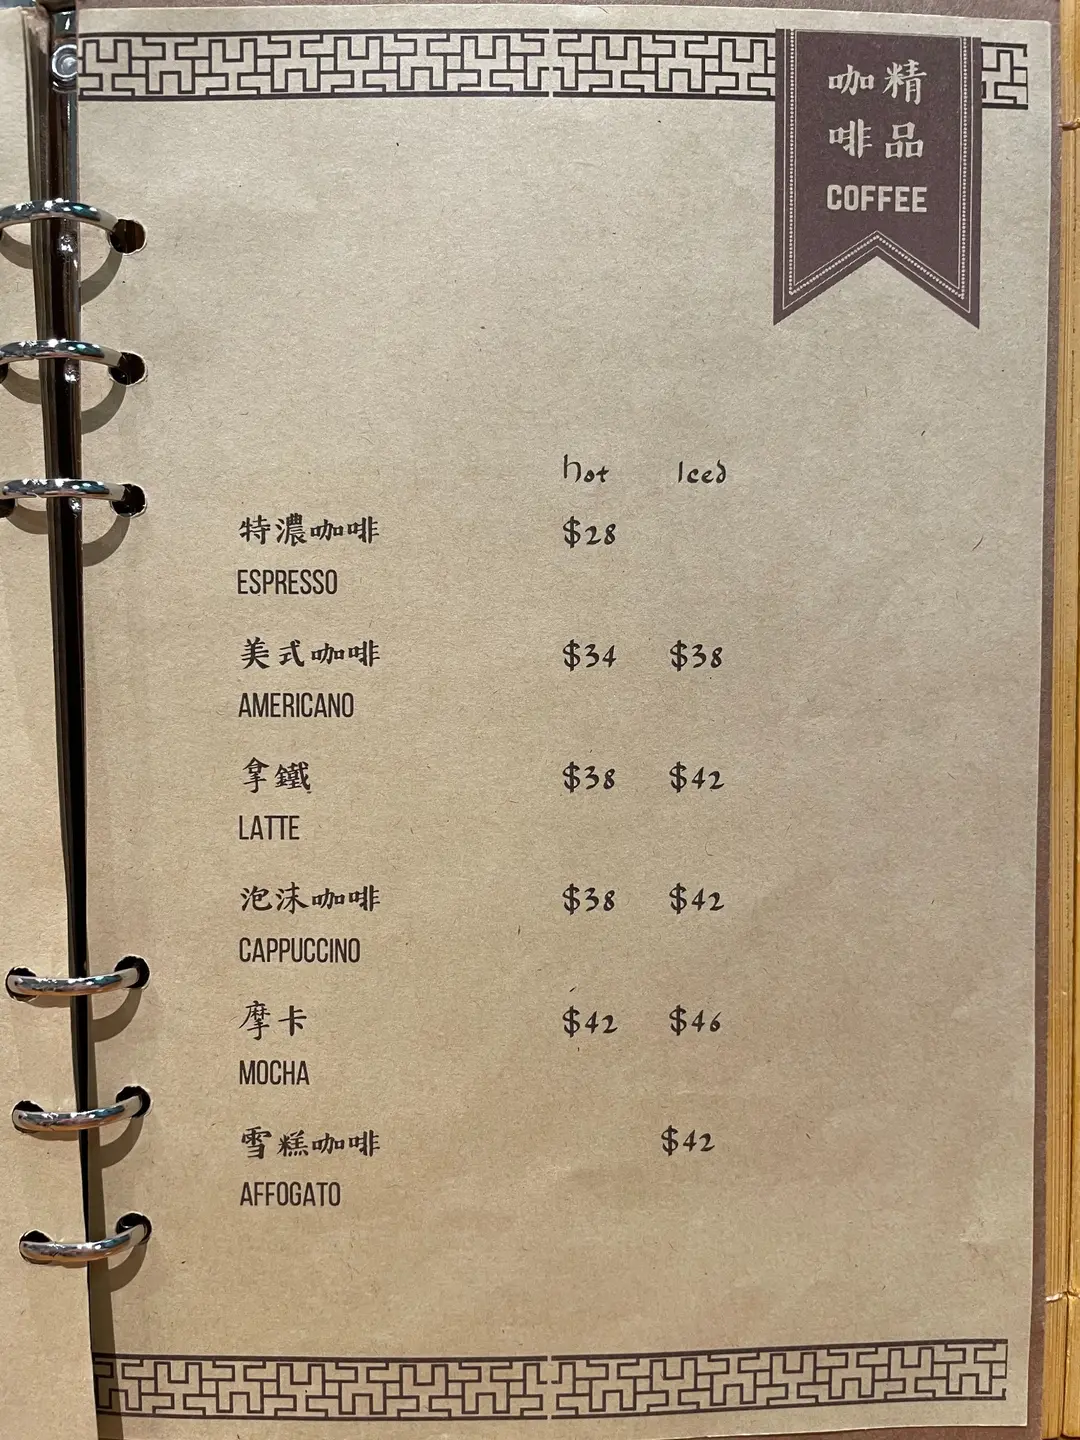 精品
咖啡
COFFEE
hot Iced
特濃咖啡 $28
ESPRESSO
美式咖啡 $34 $38
AMERICANO
拿鐵 $38 $42
LATTE
泡沫咖啡 $38 $42
CAPPUCCINO
摩卡 $42 $46
MOCHA
雪糕咖啡 $42
AFFOGATO